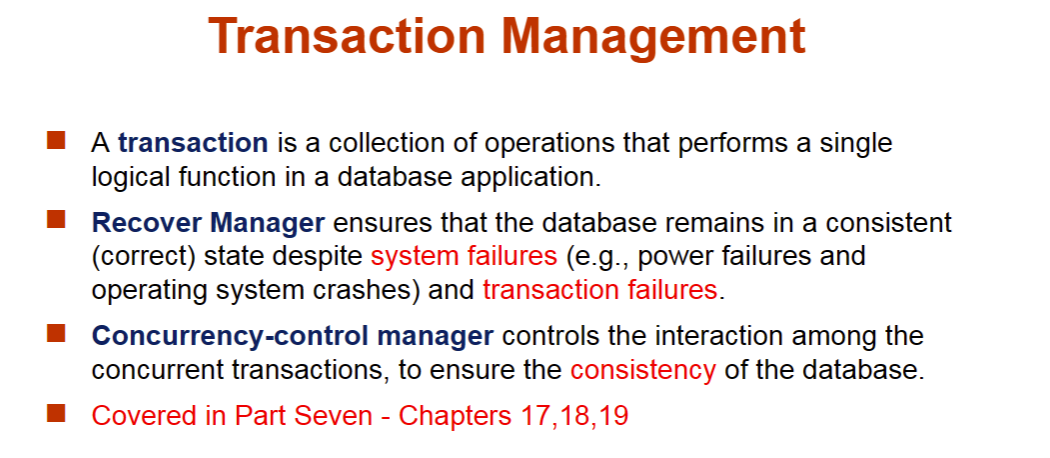 Transaction Management
A transaction is a collection of operations that performs a single
logical function in a database application.
Recover Manager ensures that the database remains in a consistent
(correct) state despite system failures (e.g., power failures and
operating system crashes) and transaction failures.
Concurrency-control manager controls the interaction among the
concurrent transactions, to ensure the consistency of the database.
Covered in Part Seven - Chapters 17,18,19